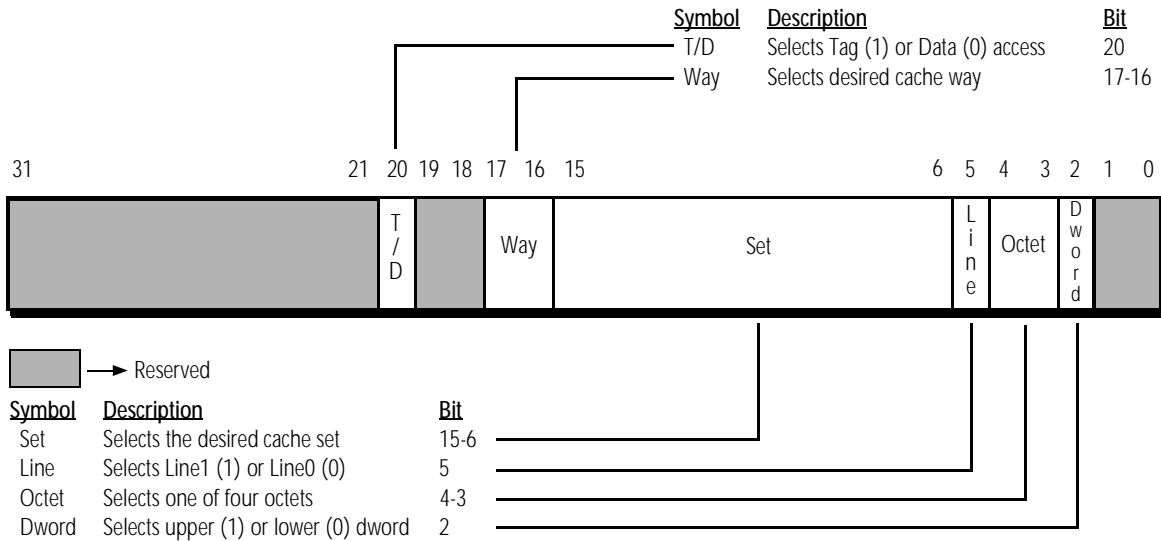 Symbol Description Bit
T/D Selects Tag (1) or Data (0) access 20
Way Selects desired cache way 17-16
31 21 20 19 18 17 16 15 6 5 4 3 2 1 0
T/D Way Set Line Octet Dword
Reserved
Symbol Description Bit
Set Selects the desired cache set 15-6
Line Selects Line1 (1) or Line0 (0) 5
Octet Selects one of four octets 4-3
Dword Selects upper (1) or lower (0) dword 2